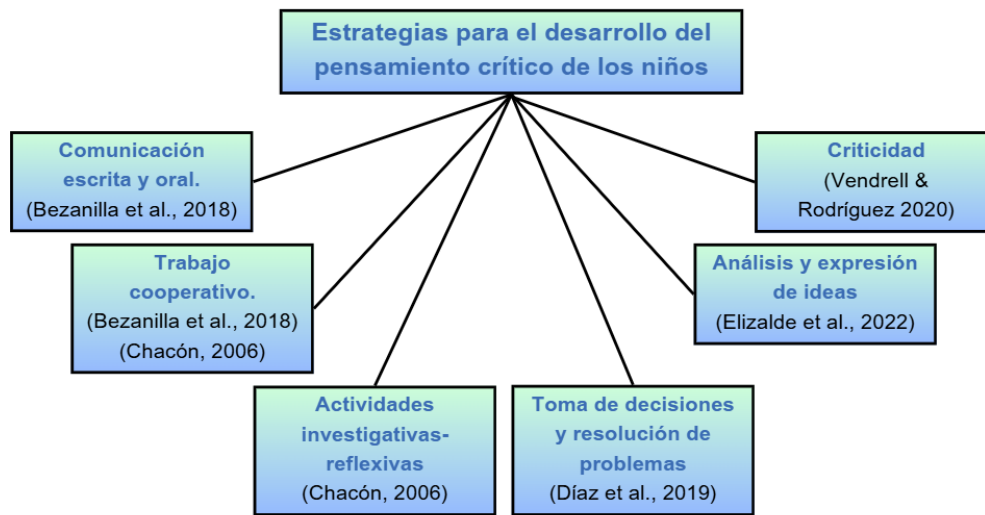 Estrategias para el desarrollo del
pensamiento crítico de los niños
Comunicación
escrita y oral.
(Bezanilla et al., 2018)
Criticidad
(Vendrell &
Rodríguez 2020)
Trabajo
cooperativo.
(Bezanilla et al., 2018)
(Chacón, 2006)
Análisis y expresión
de ideas
(Elizalde et al., 2022)
Actividades
investigativas-
reflexivas
(Chacón, 2006)
Toma de decisiones
y resolución de
problemas
(Díaz et al., 2019)